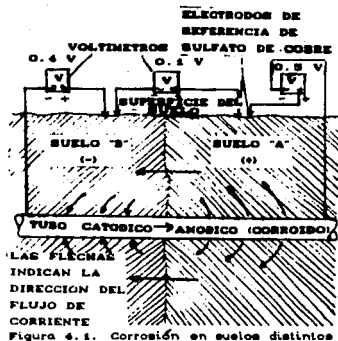 ELECTRODOS DE
REFERENCIA DE
VOLTIMETROS SULFATO DE COBRE
0.4 V 0.1 V 0.5 V
V V V
- + - + - +
SUPERFICIE DEL
SUELO
SUELO "B" SUELO "A"
(-) (+)
TUBO CATODICO → ANODICO (CORROIDO)
LAS FLECHAS
INDICAN LA
DIRECCION DEL
FLUJO DE
CORRIENTE
Figura 4.1. Corrosión en suelos distintos